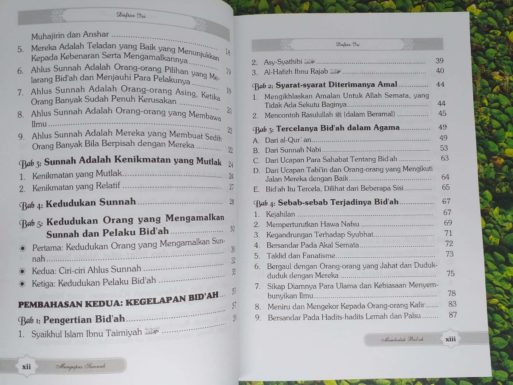 Daftar Isi
Muhajirin dan Anshar
5. Mereka Adalah Teladan yang Baik yang Menunjukkan
Kepada Kebenaran Serta Mengamalkannya
6. Ahlus Sunnah Adalah Orang-orang Pilihan yang Me-
larang Bid'ah dan Menjauhi Para Pelakunya
7. Ahlus Sunnah Adalah Orang-orang Asing, Ketika
Orang Banyak Sudah Penuh Kerusakan
8. Ahlus Sunnah Adalah Orang-orang yang Membawa
Ilmu
9. Ahlus Sunnah Adalah Mereka yang Membuat Sedih
Orang Banyak Bila Berpisah dengan Mereka
Bab 3: Sunnah Adalah Kenikmatan yang Mutlak
1. Kenikmatan yang Mutlak
2. Kenikmatan yang Relatif
Bab 4: Kedudukan Sunnah
Bab 5: Kedudukan Orang yang Mengamalkan
Sunnah dan Pelaku Bid'ah
Pertama: Kedudukan Orang yang Mengamalkan Sun-
nah
Kedua: Ciri-ciri Ahlus Sunnah
Ketiga: Kedudukan Pelaku Bid'ah
PEMBAHASAN KEDUA: KEGELAPAN BID'AH
Bab 1: Pengertian Bid'ah
1. Syaikhul Islam Ibnu Taimiyah
xii
Mengupas Sunnah
Daftar Isi
2. Asy-Syathibi 39
3. Al-Hafizh Ibnu Rajab 40
Bab 2: Syarat-syarat Diterimanya Amal 44
1. Mengikhlaskan Amalan Untuk Allah Semata, yang
Tidak Ada Sekutu Baginya 44
2. Mencontoh Rasulullah (dalam Beramal) 45
Bab 3: Tercelanya Bid'ah dalam Agama 49
A. Dari al-Qur'an 49
B. Dari Sunnah Nabi
C. Dari Ucapan Para Sahabat Tentang Bid'ah
D. Dari Ucapan Tabi'in dan Orang-orang yang Mengikuti
Jalan Mereka dengan Baik
E. Bid'ah Itu Tercela, Dilihat dari Beberapa Sisi
Bab 4: Sebab-sebab Terjadinya Bid'ah 67
1. Kejahilan 67
2. Memperturutkan Hawa Nafsu
3. Kegandrungan Terhadap Syubhat
4. Bersandar Pada Akal Semata
5. Taklid dan Fanatisme
6. Bergaul dengan Orang-orang yang Jahat dan Duduk-
duduk dengan Mereka 75
7. Sikap Diamnya Para Ulama dan Kebiasaan Menyem-
bunyikan Ilmu 78
8. Meniru dan Mengekor Kepada Orang-orang Kafir 83
9. Bersandar Pada Hadits-hadits Lemah dan Palsu 87
Membedah Bid'ah
xiii